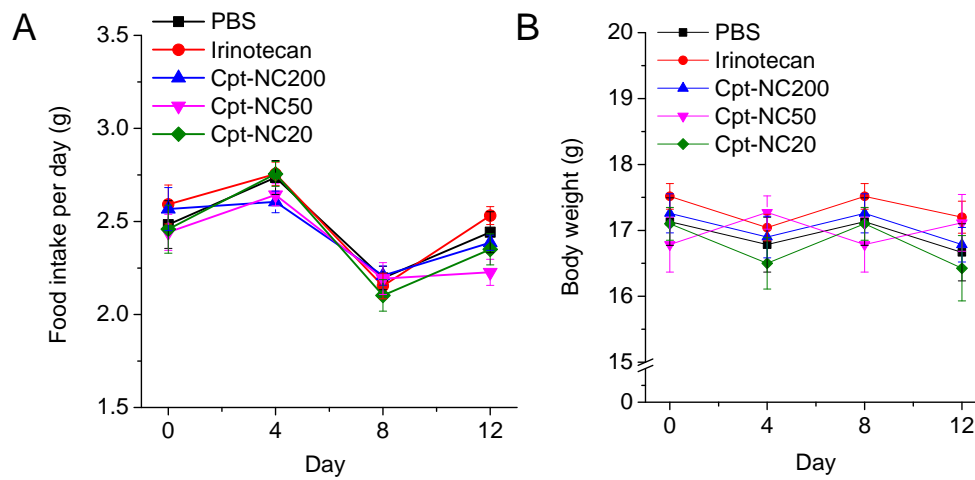 A
PBS
Irinotecan
Cpt-NC200
Cpt-NC50
Cpt-NC20
3.5
3.0
2.5
2.0
1.5
0 4 8 12
Day
Food intake per day (g)
B
PBS
Irinotecan
Cpt-NC200
Cpt-NC50
Cpt-NC20
20
19
18
17
16
15
0
0 4 8 12
Day
Body weight (g)